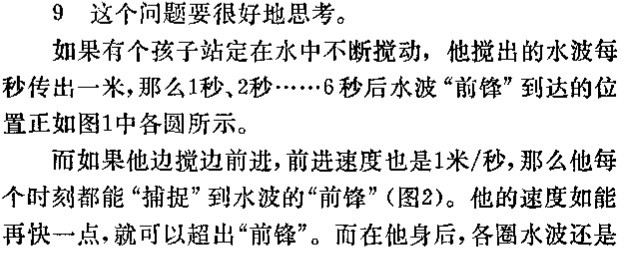 9 这个问题要很好地思考。
如果有个孩子站定在水中不断搅动，他搅出的水波每
秒传出一米，那么1秒、2秒……6秒后水波“前锋”到达的位
置正如图1中各圆所示。
而如果他边搅边前进，前进速度也是1米/秒，那么他每
个时刻都能“捕捉”到水波的“前锋”（图2）。他的速度如能
再快一点，就可以超出“前锋”。而在他身后，各圈水波还是